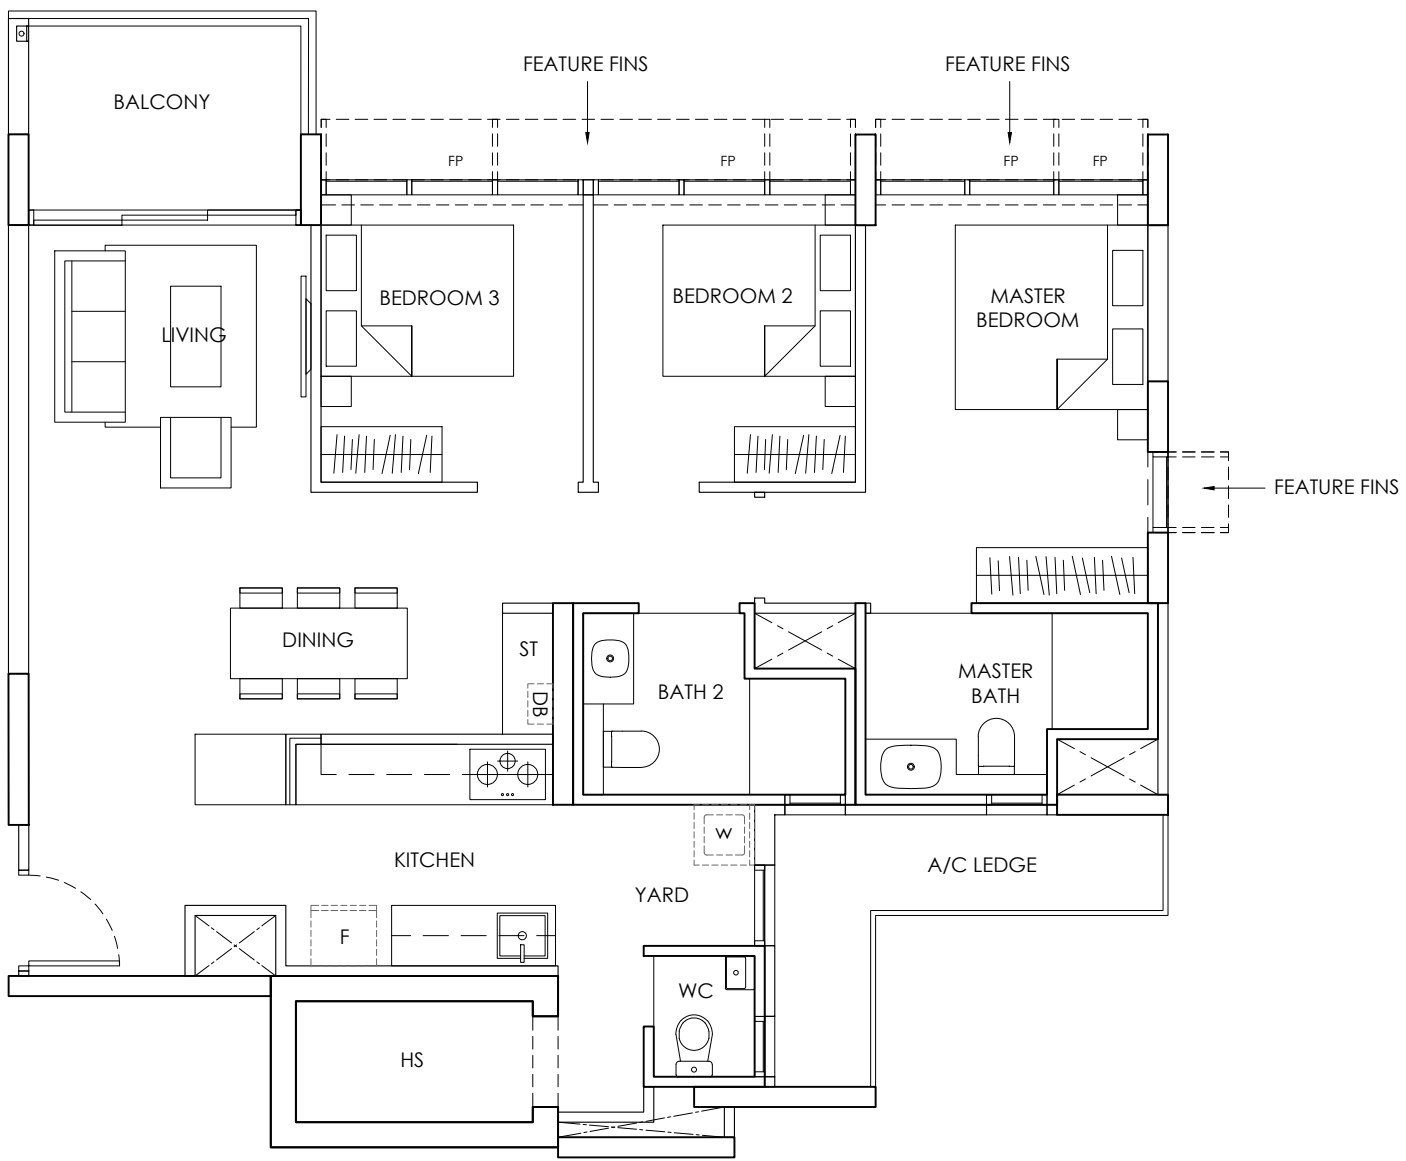 FEATURE FINS
FEATURE FINS
BALCONY
FP
FP
FP
FP
BEDROOM 3
BEDROOM 2
MASTER
BEDROOM
LIVING
FEATURE FINS
DINING
ST
DB
BATH 2
MASTER
BATH
W
KITCHEN
YARD
A/C LEDGE
F
WC
HS